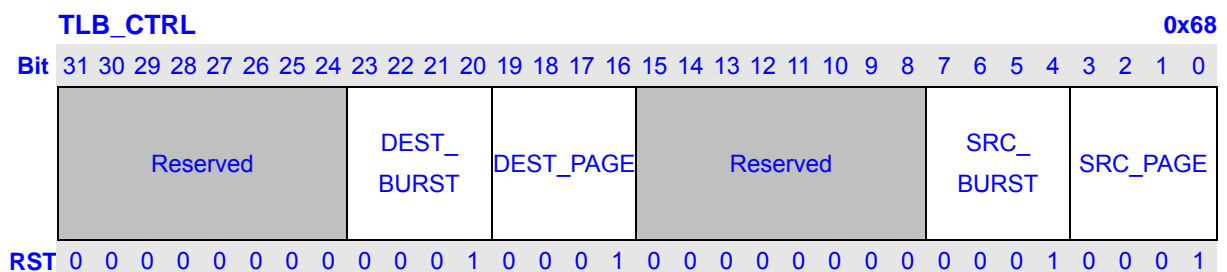 TLB_CTRL 0x68
Bit 31 30 29 28 27 26 25 24 23 22 21 20 19 18 17 16 15 14 13 12 11 10 9 8 7 6 5 4 3 2 1 0
Reserved DEST_ BURST DEST_PAGE Reserved SRC_ BURST SRC_PAGE
RST 0 0 0 0 0 0 0 0 0 0 0 1 0 0 0 1 0 0 0 0 0 0 0 0 0 0 0 1 0 0 0 1